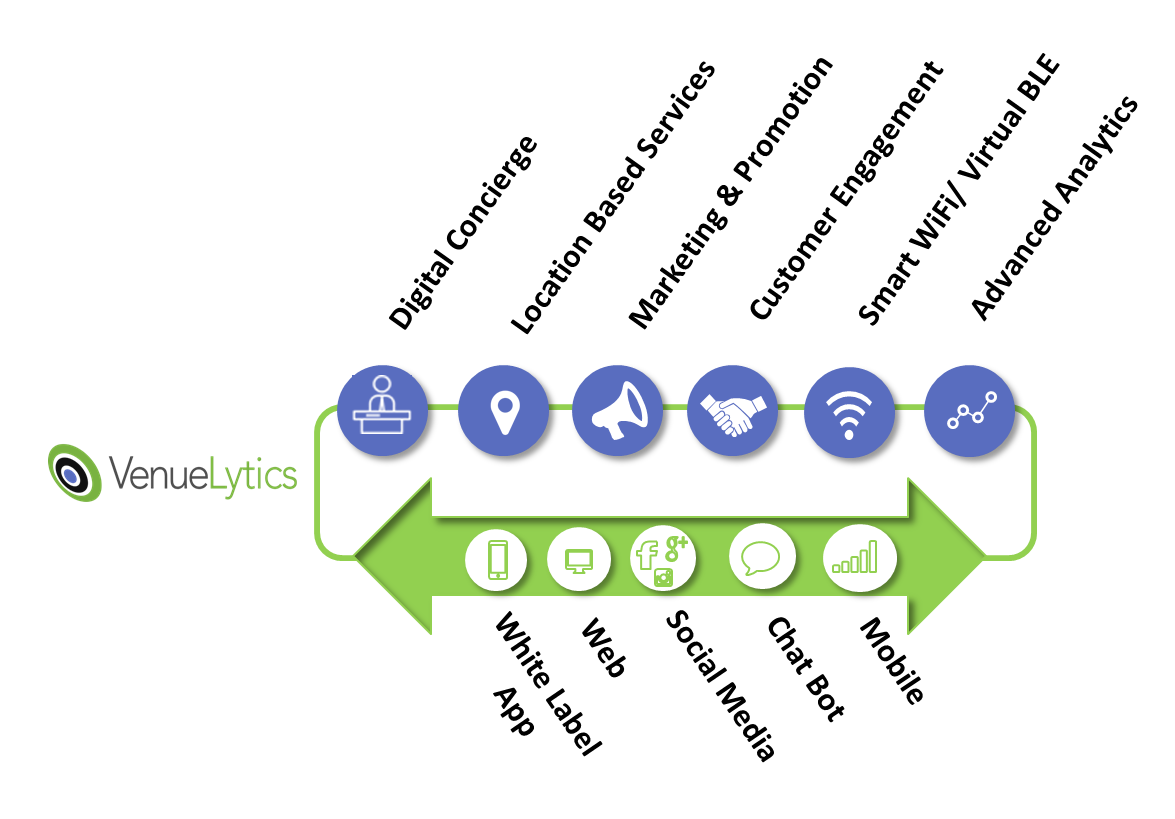 Digital Concierge
Location Based Services
Marketing & Promotion
Customer Engagement
Smart WiFi/ Virtual BLE
Advanced Analytics
VenueLytics
f g+
White Label
App
Web
Social Media
Chat Bot
Mobile